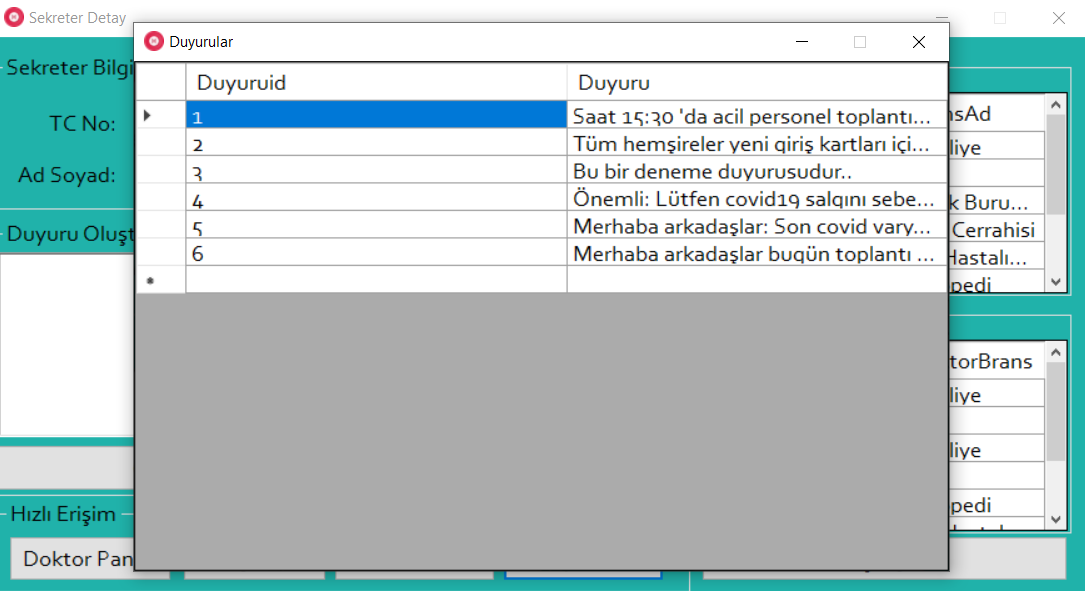 Sekreter Detay
Duyurular
Sekreter Bilgi
TC No:
Ad Soyad:
Duyuru Oluşt
Hızlı Erişim
Doktor Pan
Duyuruid Duyuru
1 Saat 15:30 'da acil personel toplantı...
2 Tüm hemşireler yeni giriş kartları içi...
3 Bu bir deneme duyurusudur..
4 Önemli: Lütfen covid19 salgını sebe...
5 Merhaba arkadaşlar: Son covid vary...
6 Merhaba arkadaşlar bugün toplantı ...
nsAd
liye
k Buru...
Cerrahisi
Hastalı...
pedi
torBrans
liye
liye
pedi